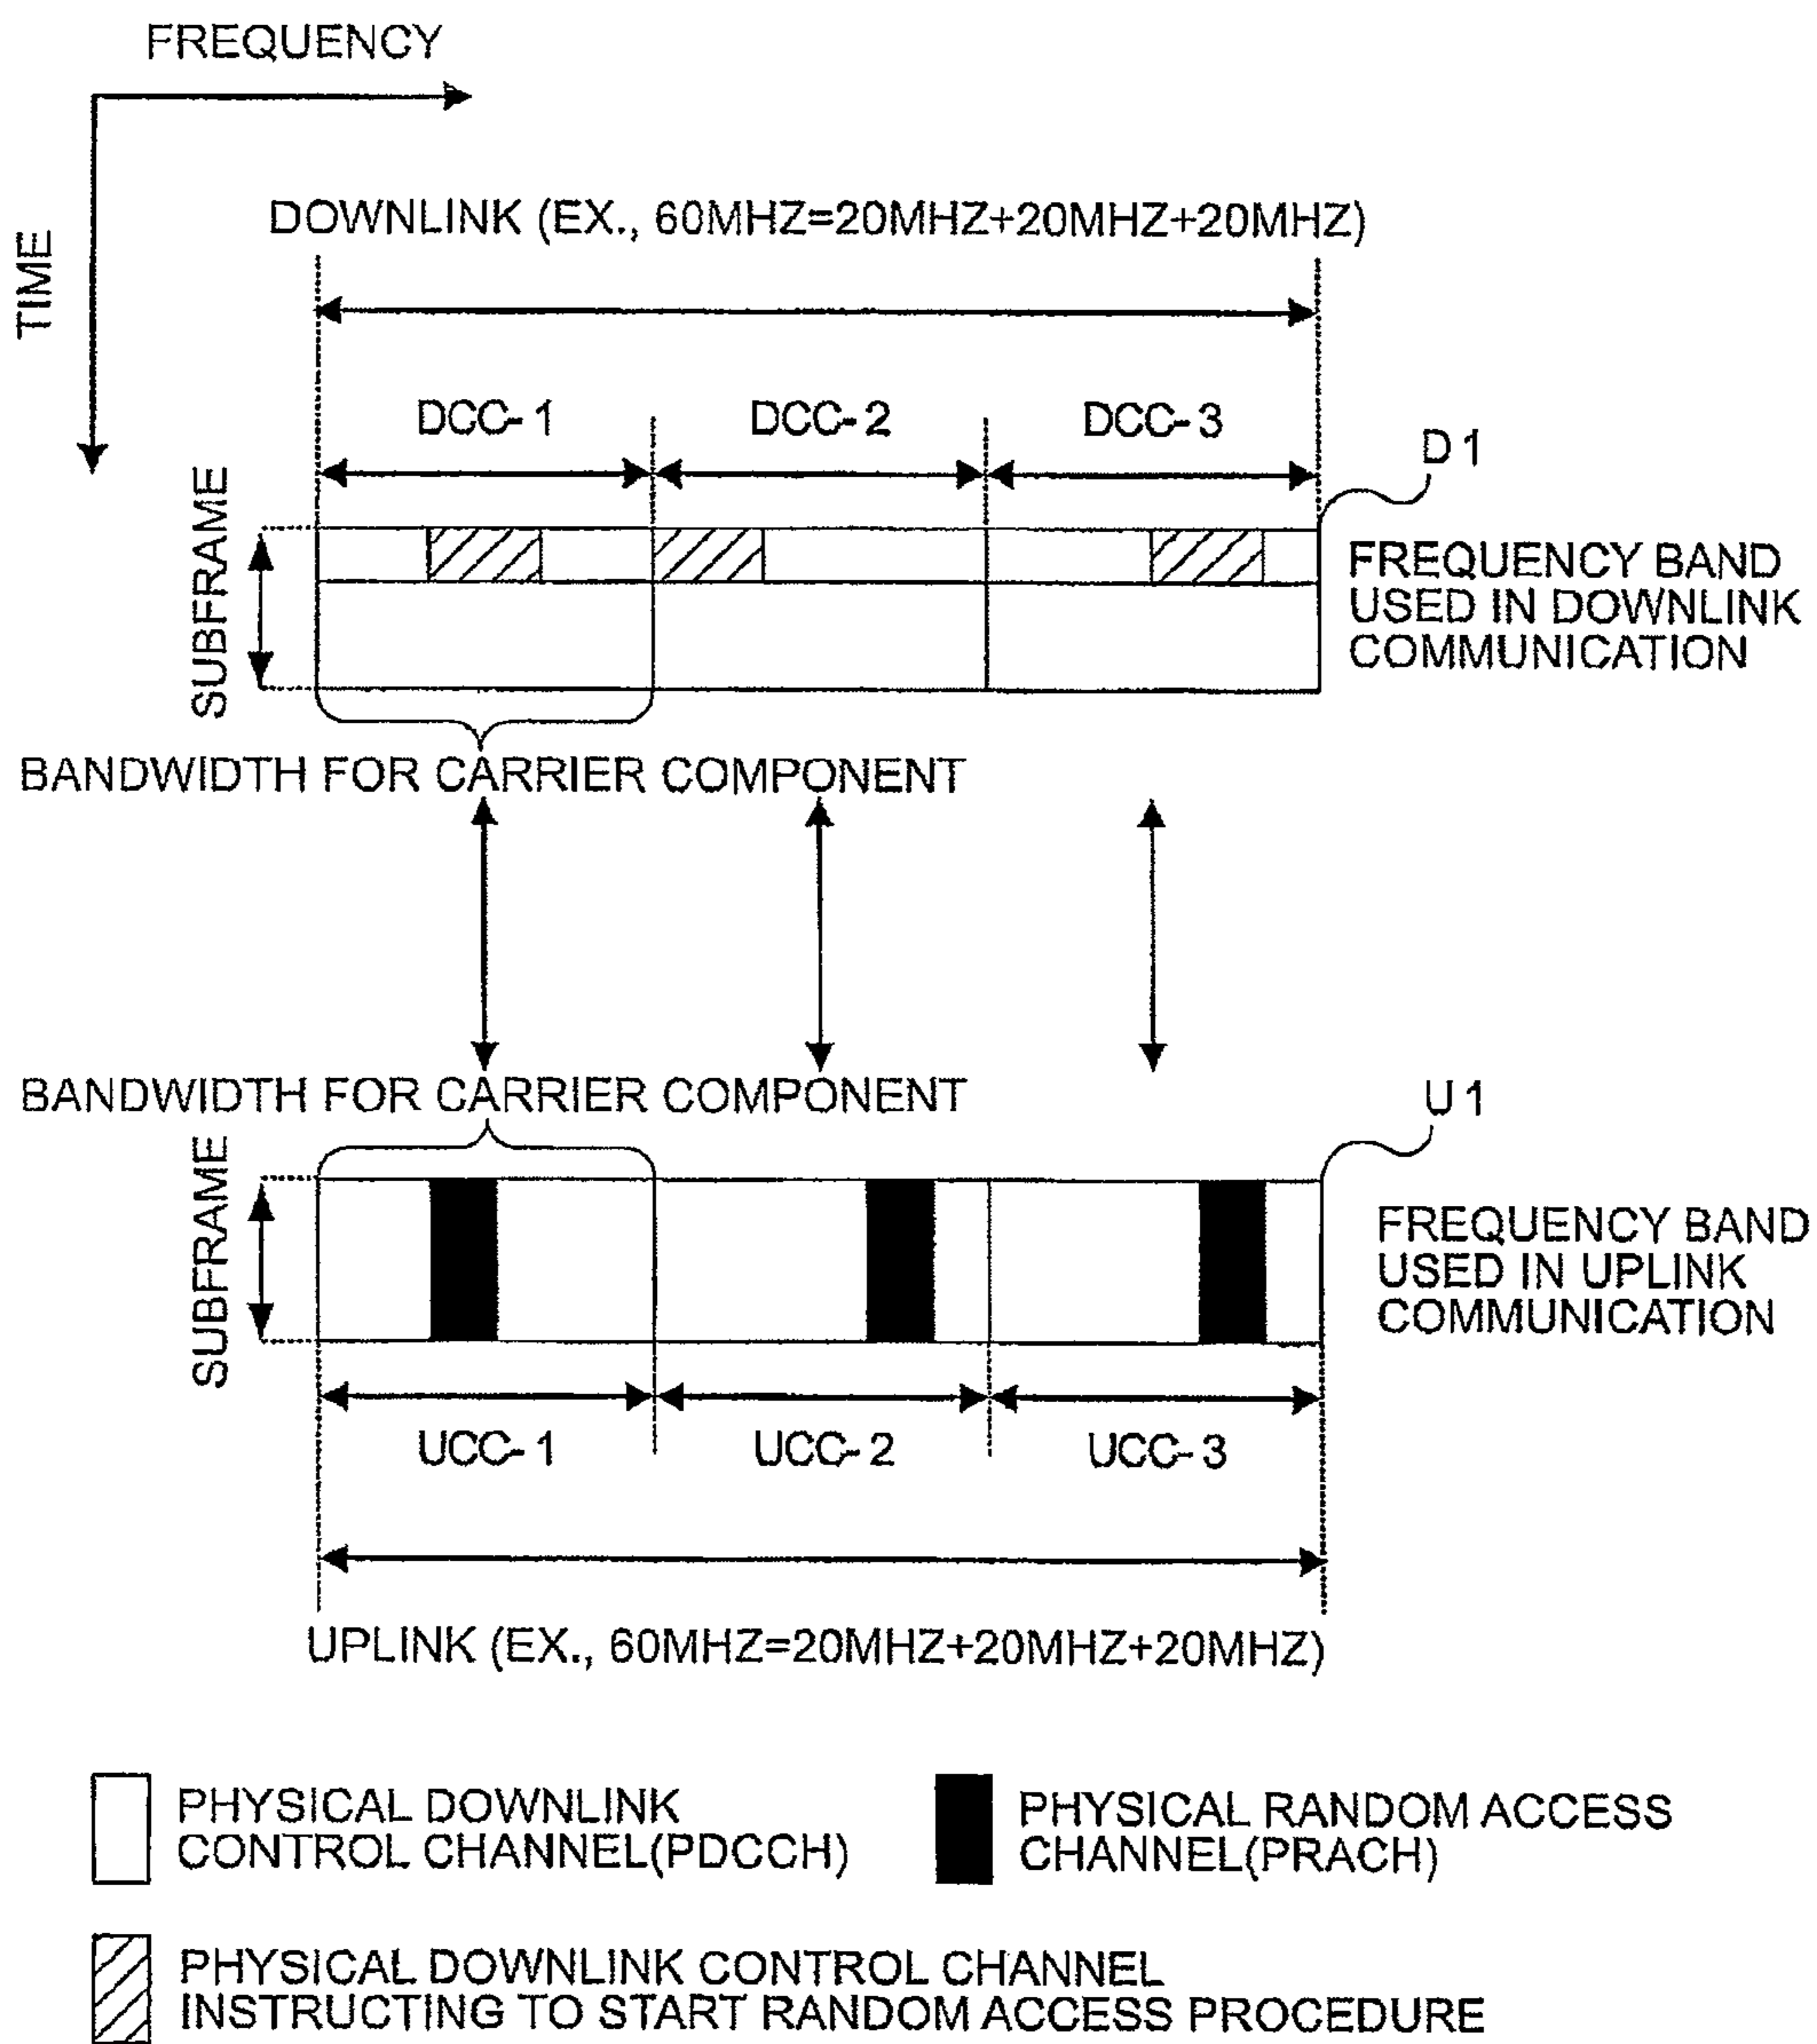 FREQUENCY
TIME
DOWNLINK (EX., 60MHZ=20MHZ+20MHZ+20MHZ)
DCC-1
DCC-2
DCC-3
D1
SUBFRAME
FREQUENCY BAND
USED IN DOWNLINK
COMMUNICATION
BANDWIDTH FOR CARRIER COMPONENT
BANDWIDTH FOR CARRIER COMPONENT
U1
SUBFRAME
FREQUENCY BAND
USED IN UPLINK
COMMUNICATION
UCC-1
UCC-2
UCC-3
UPLINK (EX., 60MHZ=20MHZ+20MHZ+20MHZ)
PHYSICAL DOWNLINK
CONTROL CHANNEL(PDCCH)
PHYSICAL RANDOM ACCESS
CHANNEL(PRACH)
PHYSICAL DOWNLINK CONTROL CHANNEL
INSTRUCTING TO START RANDOM ACCESS PROCEDURE